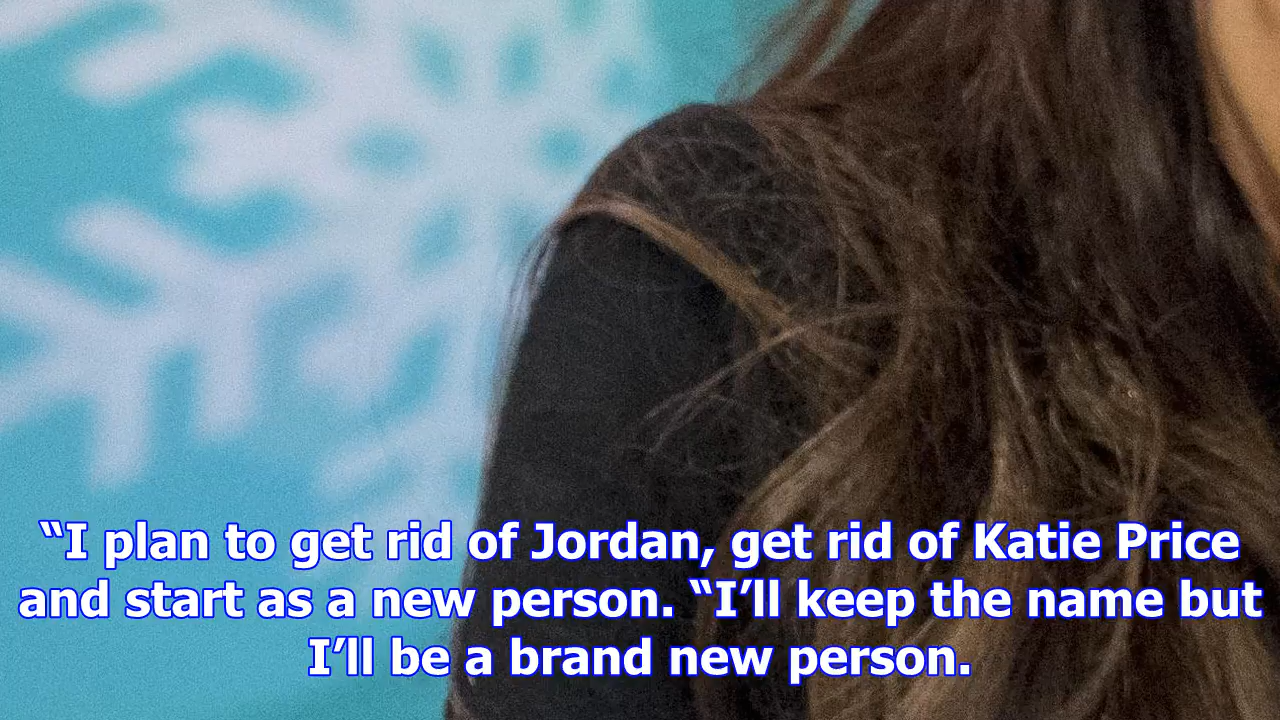 “I plan to get rid of Jordan, get rid of Katie Price
and start as a new person. “I’ll keep the name but
I’ll be a brand new person.